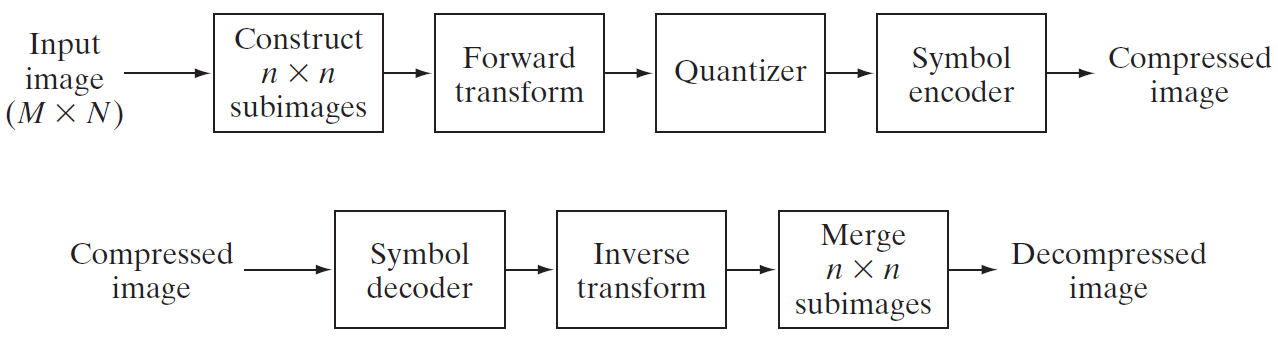 Input
image
(M × N)
Construct
n × n
subimages
Forward
transform
Quantizer
Symbol
encoder
Compressed
image
Compressed
image
Symbol
decoder
Inverse
transform
Merge
n × n
subimages
Decompressed
image